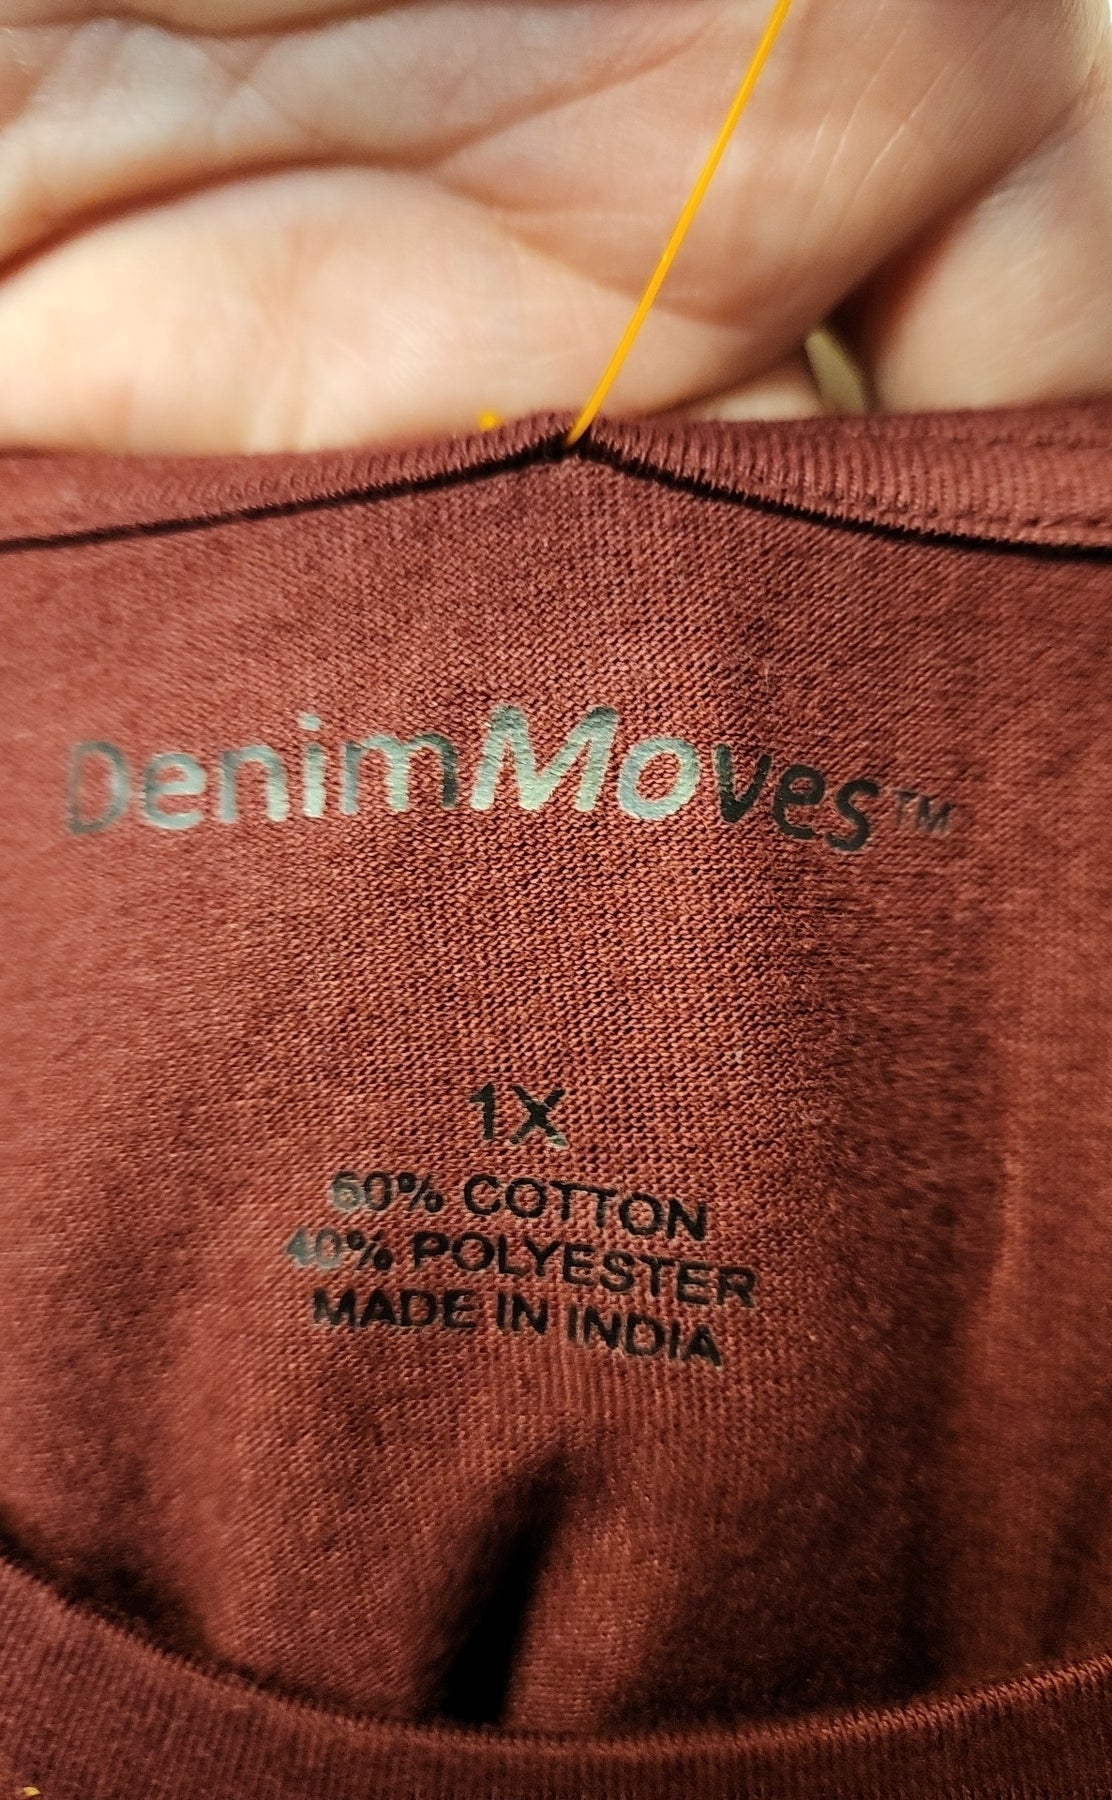 DenimMoves™
1X
60% COTTON
40% POLYESTER
MADE IN INDIA